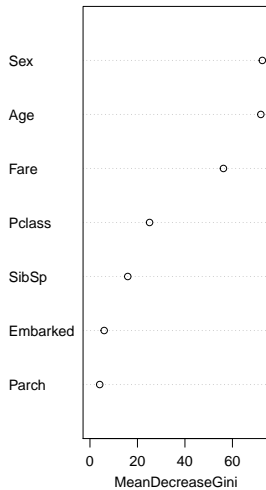 Sex
Age
Fare
Pclass
SibSp
Embarked
Parch
0 20 40 60
MeanDecreaseGini